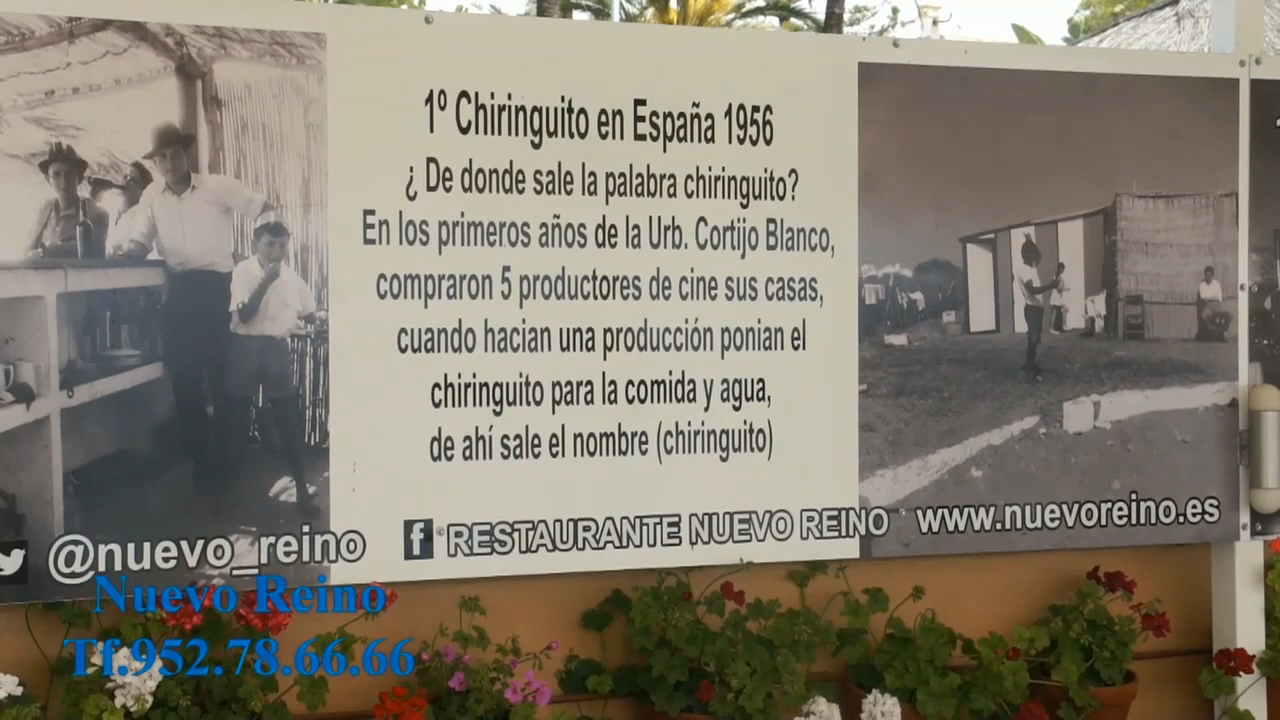 1º Chiringuito en España 1956
¿ De donde sale la palabra chiringuito?
En los primeros años de la Urb. Cortijo Blanco,
compraron 5 productores de cine sus casas,
cuando hacian una producción ponian el
chiringuito para la comida y agua,
de ahí sale el nombre (chiringuito)
@nuevo_reino
f RESTAURANTE NUEVO REINO
www.nuevoreino.es
Nuevo Reino
Tf.952.78.66.66